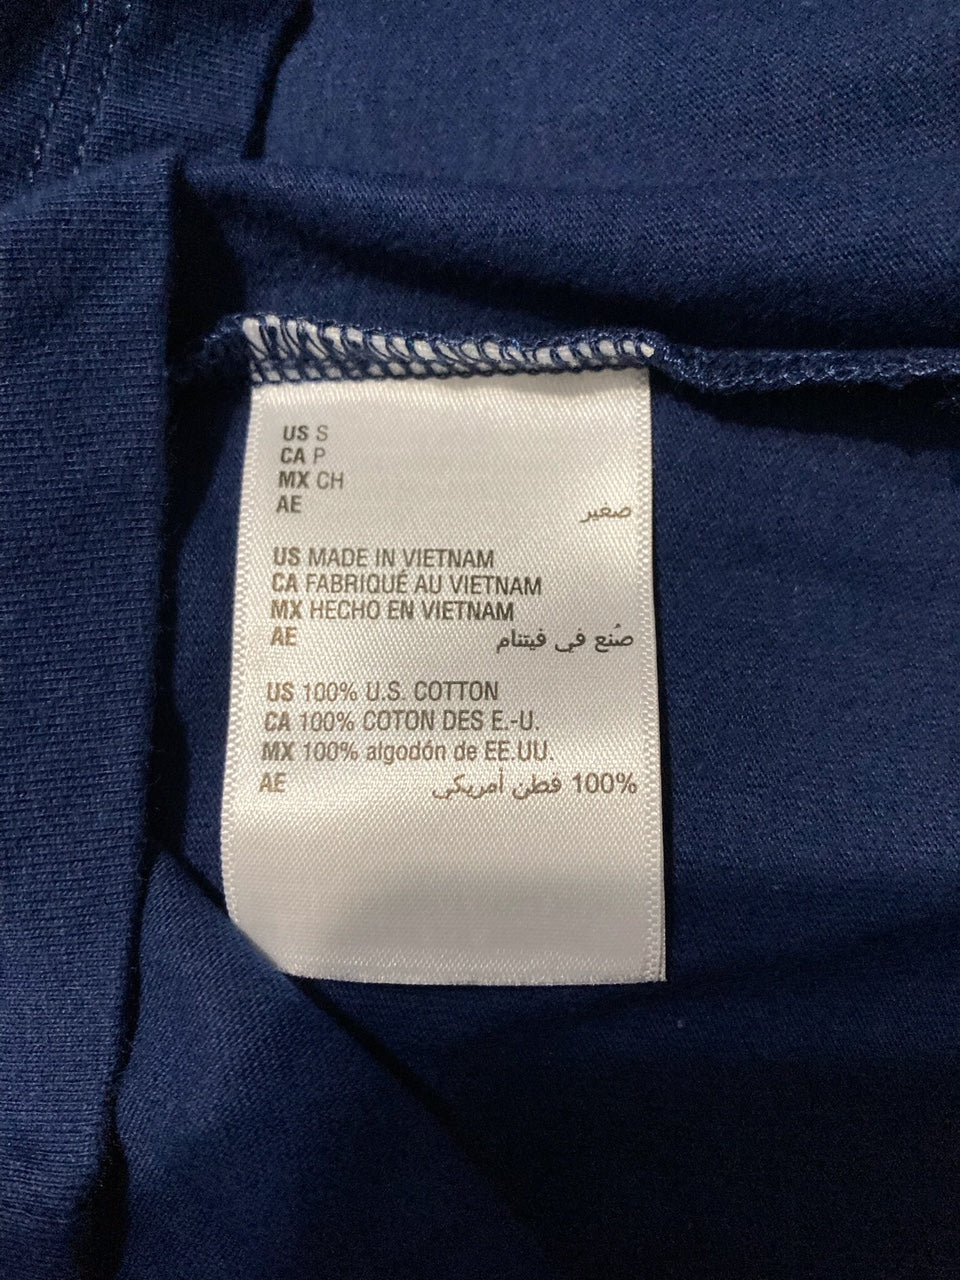 US S
CA P
MX CH
AE صغير
US MADE IN VIETNAM
CA FABRIQUÉ AU VIETNAM
MX HECHO EN VIETNAM
AE صُنع في فيتنام
US 100% U.S. COTTON
CA 100% COTON DES E.-U.
MX 100% algodón de EE.UU.
AE 100% قطن أمريكي